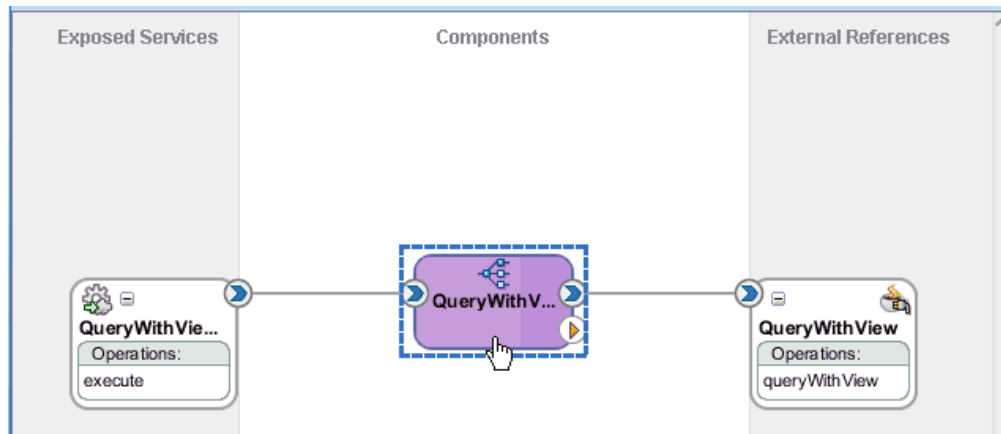 Exposed Services
Components
External References
QueryWithVie...
Operations:
execute
QueryWithV...
QueryWithView
Operations:
queryWithView